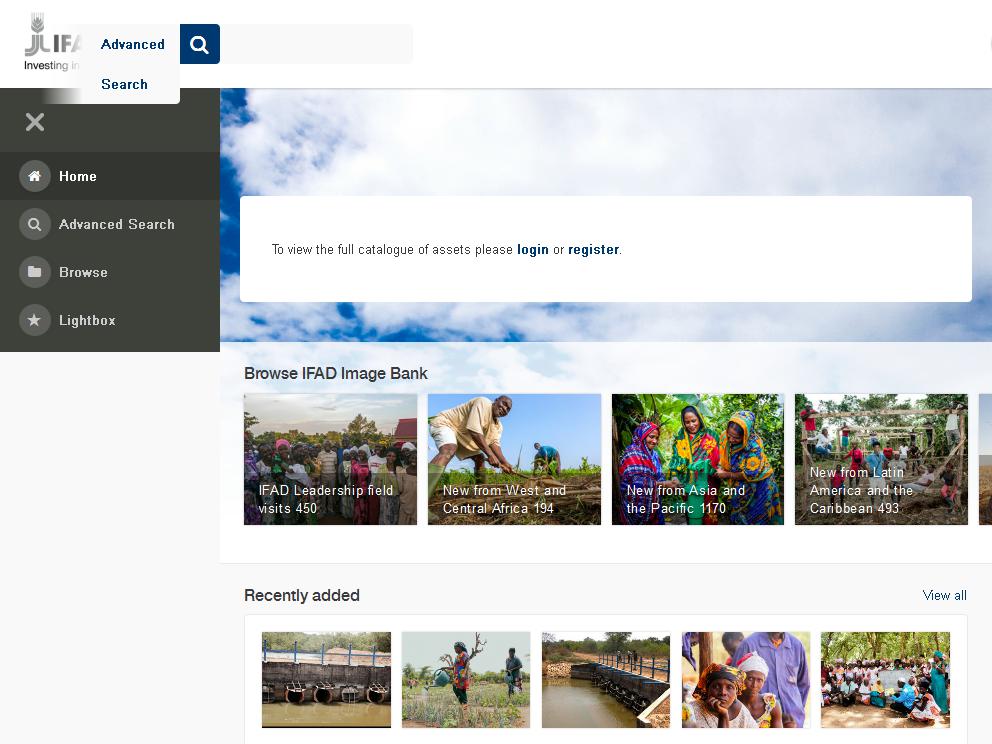 IFA
Investing in
Advanced
Search
Home
Advanced Search
Browse
Lightbox
To view the full catalogue of assets please login or register.
Browse IFAD Image Bank
IFAD Leadership field
visits 450
New from West and
Central Africa 194
New from Asia and
the Pacific 1170
New from Latin
America and the
Caribbean 493
Recently added
View all